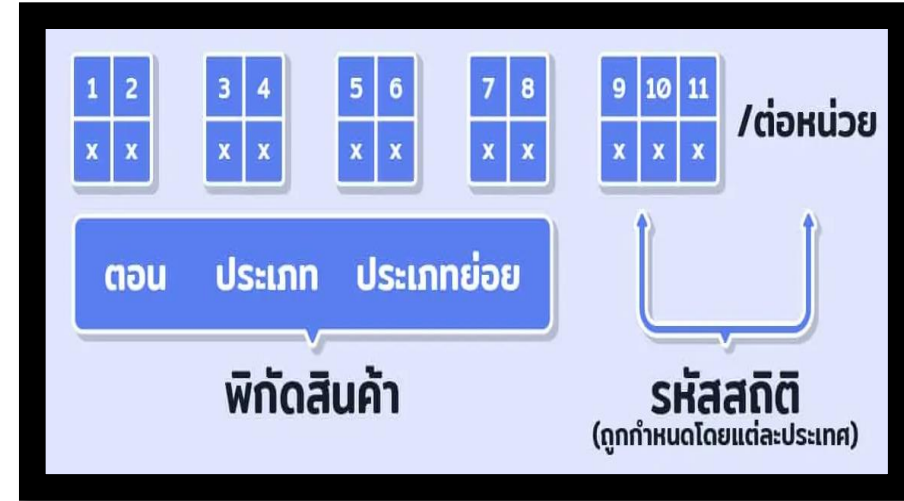 1 2 3 4 5 6 7 8 9 10 11
x x x x x x x x x x x
/ต่อหน่วย
ตอน ประเภท ประเภทย่อย
พิกัดสินค้า
รหัสสถิติ
(ถูกกำหนดโดยแต่ละประเทศ)